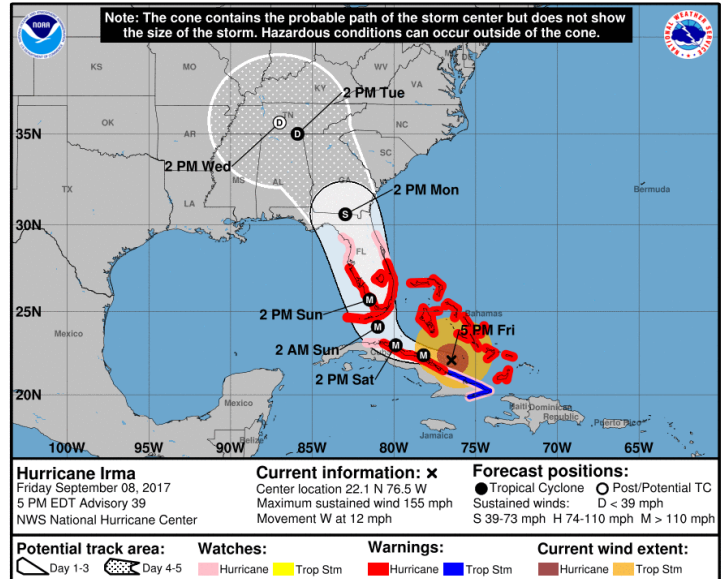 Note: The cone contains the probable path of the storm center but does not show
the size of the storm. Hazardous conditions can occur outside of the cone.
NOAA
NATIONAL WEATHER SERVICE
KS
MO
KY
WV
VA
DE
2 PM Tue
OK
AR
TN
NC
35N
2 PM Wed
D
D
SC
TX
LA
MS
AL
GA
2 PM Mon
Bermuda
S
30N
FL
2 PM Sun
M
Bahamas
25N
5 PM Fri
Mexico
2 AM Sun
M
M
M
2 PM Sat
20N
Mexico
Belize
Jamaica
Haiti
Dominican
Republic
Puerto Rico
100W 95W 90W 85W 80W 75W 70W 65W
Hurricane Irma
Friday September 08, 2017
5 PM EDT Advisory 39
NWS National Hurricane Center
Current information: x
Center location 22.1 N 76.5 W
Maximum sustained wind 155 mph
Movement W at 12 mph
Forecast positions:
Tropical Cyclone Post/Potential TC
Sustained winds: D < 39 mph
S 39-73 mph H 74-110 mph M > 110 mph
Potential track area:
Day 1-3 Day 4-5
Watches:
Hurricane Trop Stm
Warnings:
Hurricane Trop Stm
Current wind extent:
Hurricane Trop Stm